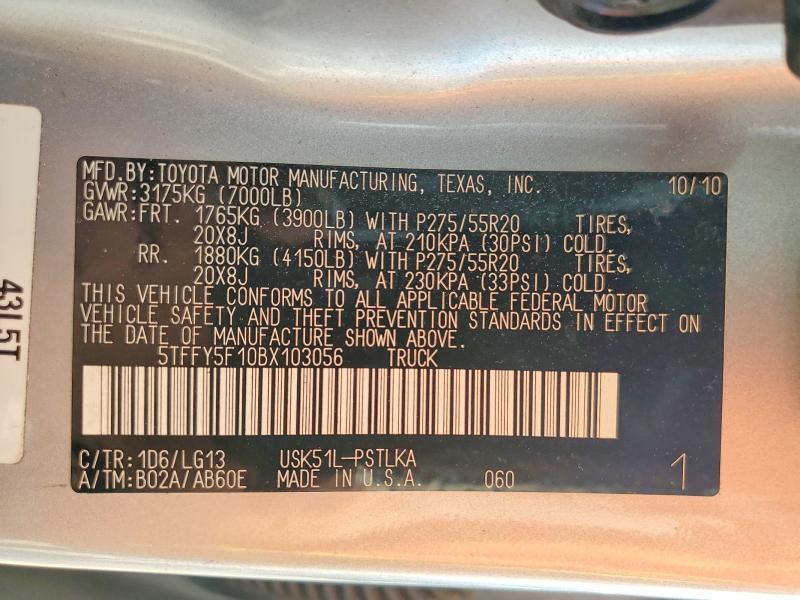 MFD.BY:TOYOTA MOTOR MANUFACTURING, TEXAS, INC. 10/10
GVWR:3175KG (7000LB)
GAWR:FRT. 1765KG (3900LB) WITH P275/55R20 TIRES,
20X8J RIMS, AT 210KPA (30PSI) COLD.
RR. 1880KG (4150LB) WITH P275/55R20 TIRES,
20X8J RIMS, AT 230KPA (33PSI) COLD.
THIS VEHICLE CONFORMS TO ALL APPLICABLE FEDERAL MOTOR
VEHICLE SAFETY AND THEFT PREVENTION STANDARDS IN EFFECT ON
THE DATE OF MANUFACTURE SHOWN ABOVE.
5TFFY5F10BX103056 TRUCK
C/TR:1D6/LG13 USK51L-PSTLKA
A/TM:B02A/AB60E MADE IN U.S.A. 060 1
43L5T